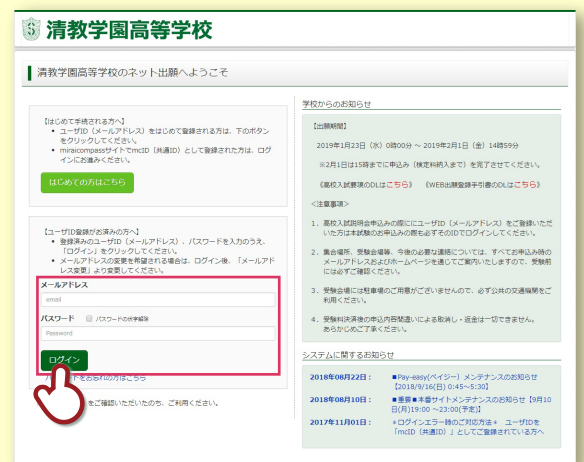 清教学園高等学校
清教学園高等学校のネット出願へようこそ
【はじめて手続される方へ】
• ユーザID（メールアドレス）をはじめて登録される方は、下のボタン
をクリックしてください。
• miraicompassサイトでmcID（共通ID）として登録された方は、ログ
インにお進みください。
はじめての方はこちら
【ユーザID登録がお済みの方へ】
• 登録済みのユーザID（メールアドレス）、パスワードを入力のうえ、
「ログイン」をクリックしてください。
• メールアドレスの変更を希望される場合は、ログイン後、「メールアド
レス変更」より変更してください。
メールアドレス
email
パスワード パスワードの伏字解除
Password
ログイン
をお忘れの方はこちら
をご確認いただいたのち、ご利用ください。
学校からのお知らせ
【出願期間】
2019年1月23日（水）0時00分 ～ 2019年2月1日（金）14時59分
※2月1日は15時までに申込み（検定料納入まで）を完了させてください。
《高校入試要項のDLはこちら》 《WEB出願登録手引書のDLはこちら》
＜注意事項＞
1．高校入試説明会申込みの際ににユーザID（メールアドレス）をご登録いただ
いた方は本試験のお申込みの際も必ずそのIDでログインしてください。
2．集合場所、受験会場等、今後の必要な連絡については、すべてお申込み時の
メールアドレスおよびホームページを通じてご案内いたしますので、受験前
には必ずご確認ください。
3．受験会場には駐車場のご用意がございませんので、必ず公共の交通機関をご
利用ください。
4．受験料決済後の申込内容間違いによる取消し・返金は一切できません。
あらかじめご了承ください。
システムに関するお知らせ
2018年08月22日： ■Pay-easy(ペイジー）メンテナンスのお知らせ
【2018/9/16(日) 0:45～5:30】
2018年08月10日： ■重要■本番サイトメンテナンスのお知らせ【9月10
日(月)19:00 ～23:00(予定)】
2017年11月01日： ＊ログインエラー時のご対応方法＊ ユーザIDを
「mcID（共通ID）」としてご登録されている方へ